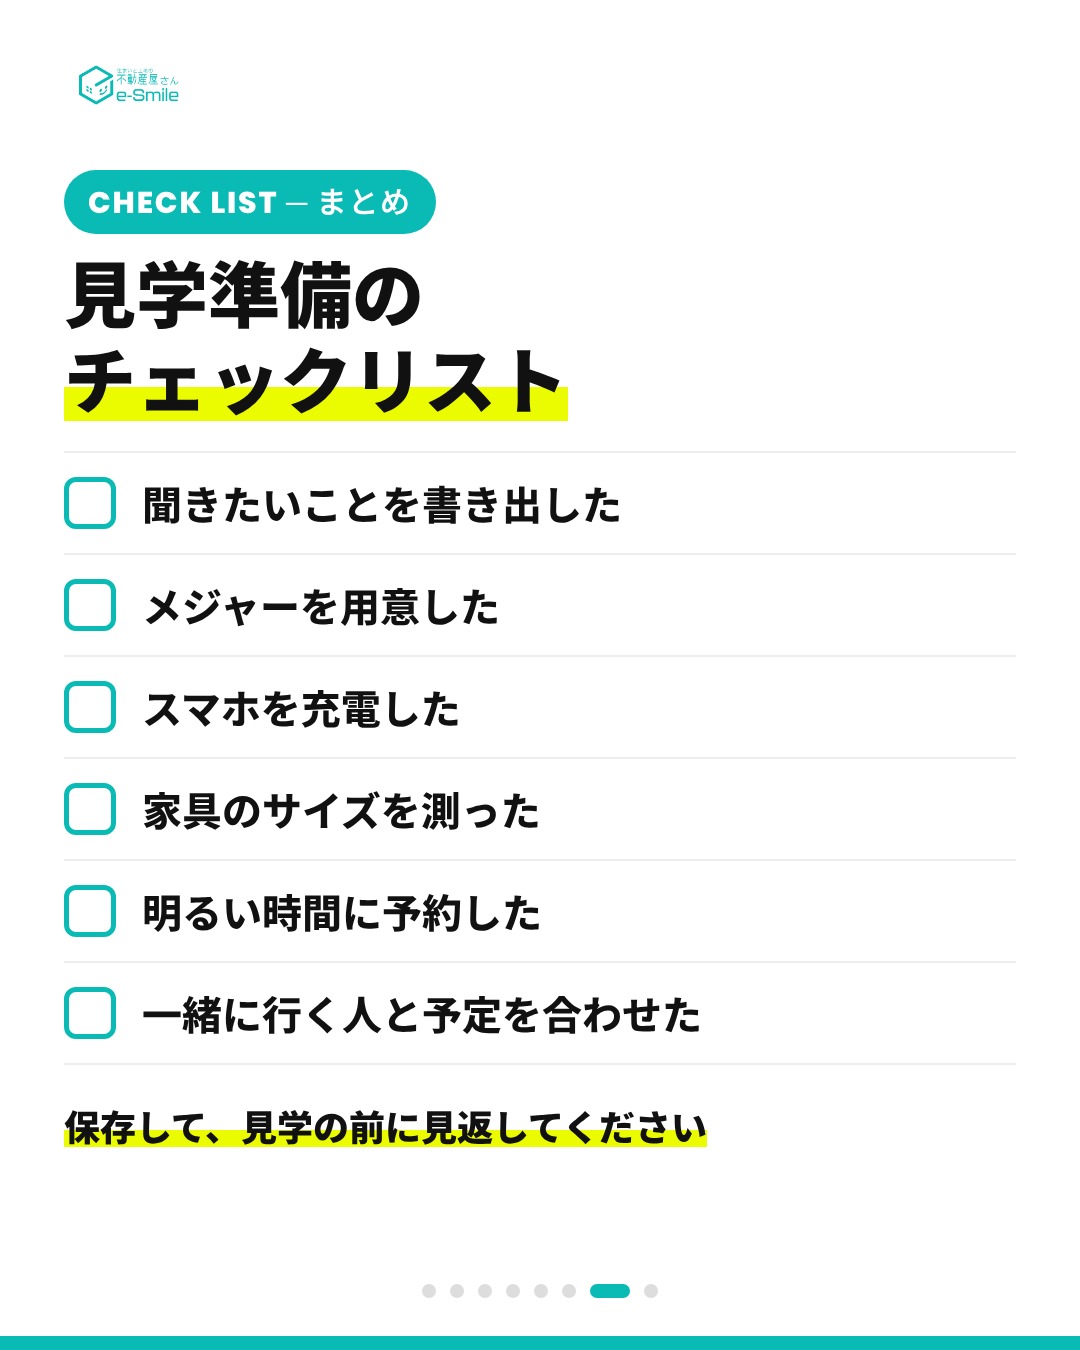 不動産屋さん
e-Smile
CHECK LIST — まとめ
見学準備の
チェックリスト
聞きたいことを書き出した
メジャーを用意した
スマホを充電した
家具のサイズを測った
明るい時間に予約した
一緒に行く人と予定を合わせた
保存して、見学の前に見返してください